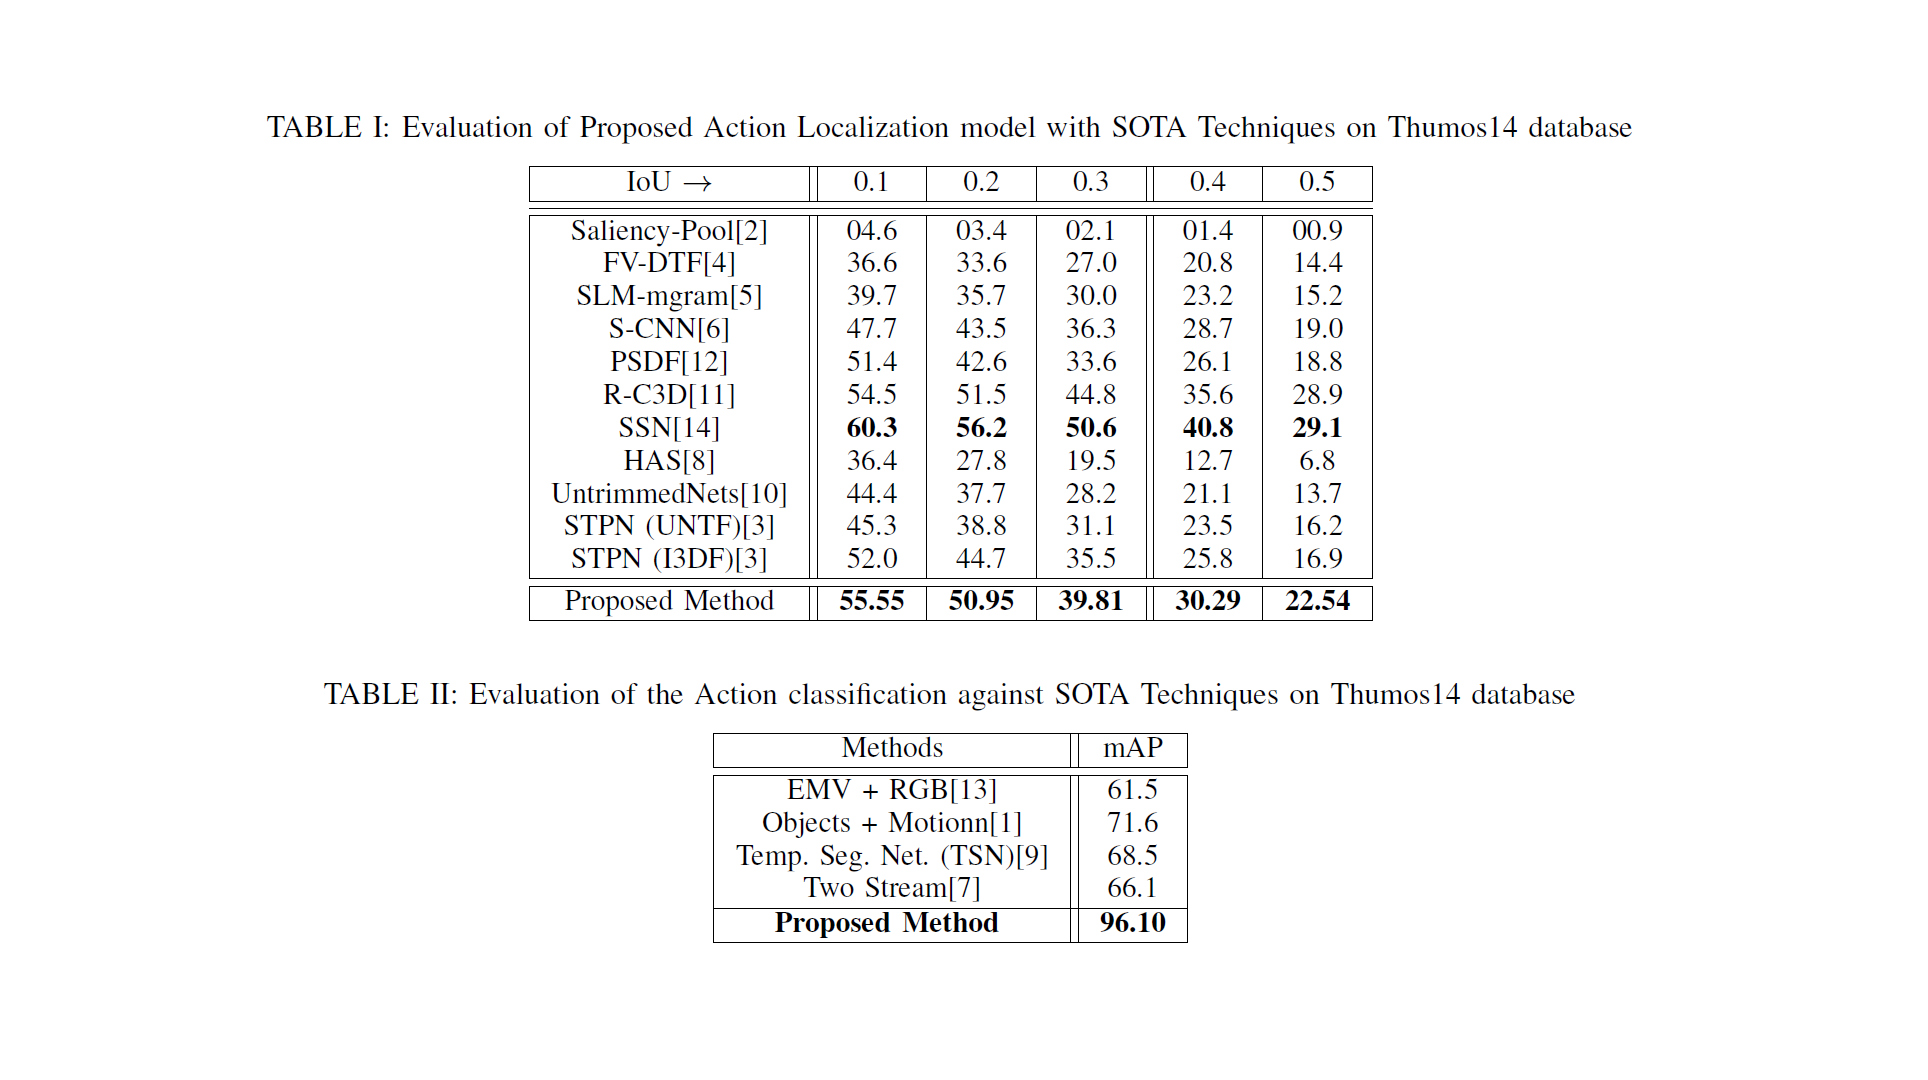 TABLE I: Evaluation of Proposed Action Localization model with SOTA Techniques on Thumos14 database
IoU → 0.1 0.2 0.3 0.4 0.5
Saliency-Pool[2] 04.6 03.4 02.1 01.4 00.9
FV-DTF[4] 36.6 33.6 27.0 20.8 14.4
SLM-mgram[5] 39.7 35.7 30.0 23.2 15.2
S-CNN[6] 47.7 43.5 36.3 28.7 19.0
PSDF[12] 51.4 42.6 33.6 26.1 18.8
R-C3D[11] 54.5 51.5 44.8 35.6 28.9
SSN[14] 60.3 56.2 50.6 40.8 29.1
HAS[8] 36.4 27.8 19.5 12.7 6.8
UntrimmedNets[10] 44.4 37.7 28.2 21.1 13.7
STPN (UNTF)[3] 45.3 38.8 31.1 23.5 16.2
STPN (I3DF)[3] 52.0 44.7 35.5 25.8 16.9
Proposed Method 55.55 50.95 39.81 30.29 22.54
TABLE II: Evaluation of the Action classification against SOTA Techniques on Thumos14 database
Methods mAP
EMV + RGB[13] 61.5
Objects + Motionn[1] 71.6
Temp. Seg. Net. (TSN)[9] 68.5
Two Stream[7] 66.1
Proposed Method 96.10